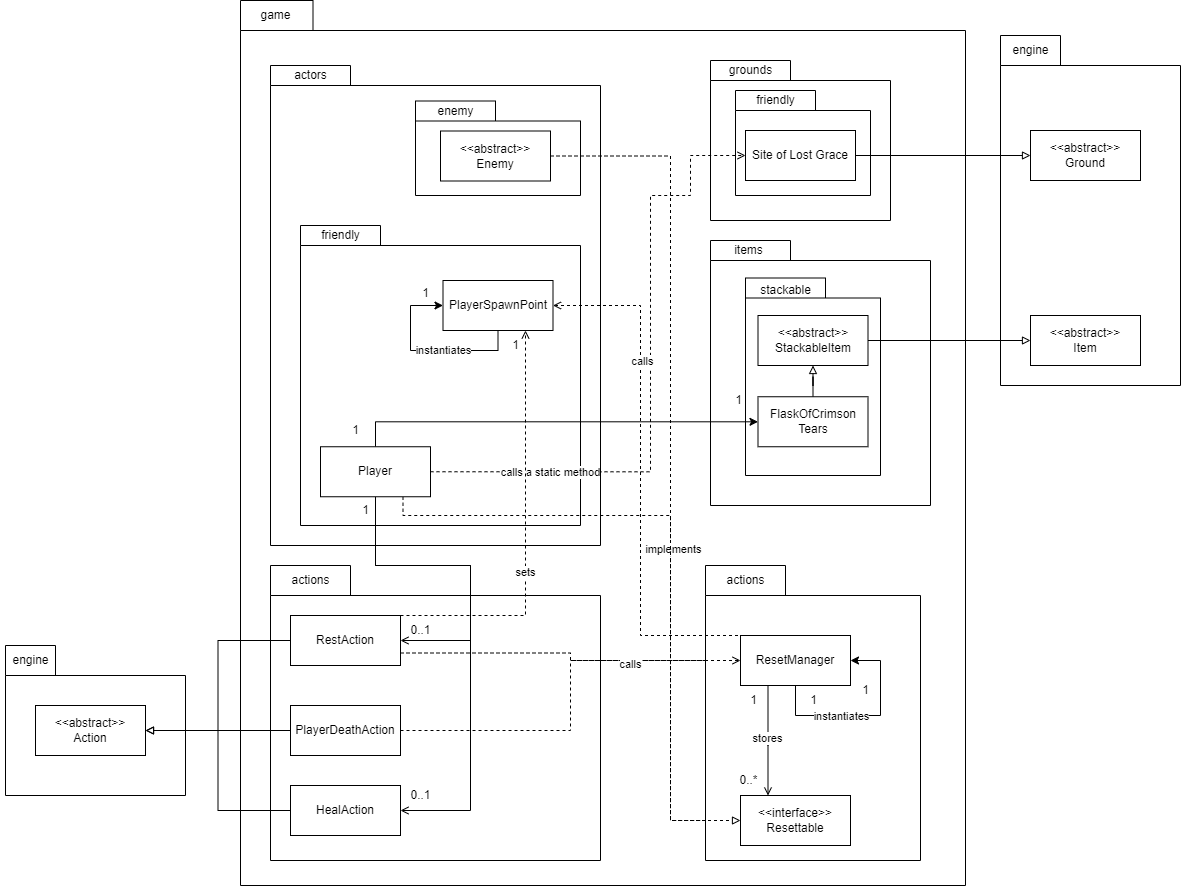 game
engine
actors
grounds
enemy
friendly
<<abstract>>
Enemy
Site of Lost Grace
<<abstract>>
Ground
friendly
items
stackable
1
PlayerSpawnPoint
<<abstract>>
StackableItem
<<abstract>>
Item
1
instantiates
calls
1
FlaskOfCrimson
Tears
1
Player
calls a static method
1
implements
sets
actions
actions
RestAction
0..1
engine
calls
ResetManager
1
1
1
instantiates
<<abstract>>
Action
PlayerDeathAction
stores
0..*
HealAction
0..1
<<interface>>
Resettable